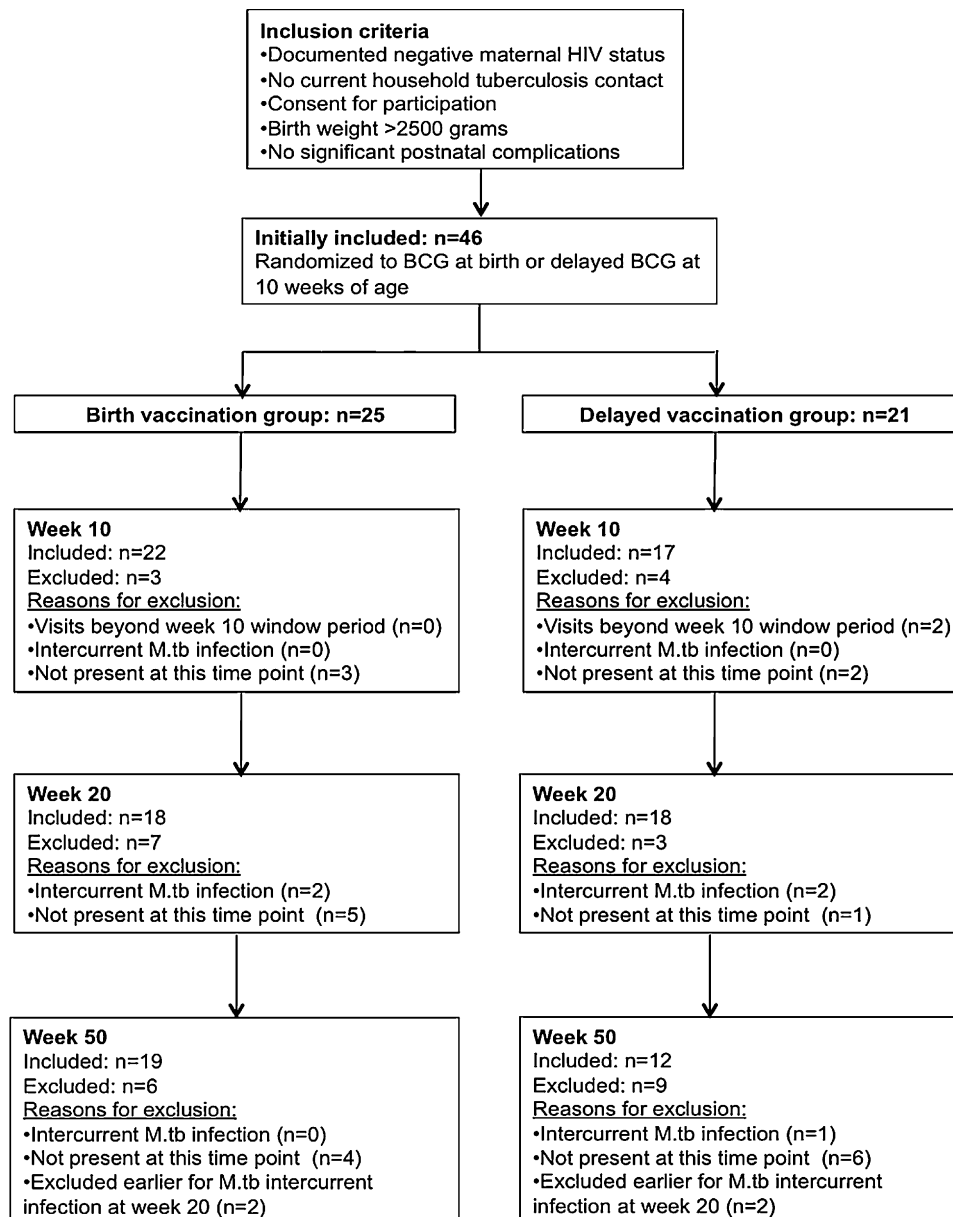 Inclusion criteria
•Documented negative maternal HIV status
•No current household tuberculosis contact
•Consent for participation
•Birth weight >2500 grams
•No significant postnatal complications
Initially included: n=46
Randomized to BCG at birth or delayed BCG at
10 weeks of age
Birth vaccination group: n=25
Delayed vaccination group: n=21
Week 10
Included: n=22
Excluded: n=3
Reasons for exclusion:
•Visits beyond week 10 window period (n=0)
•Intercurrent M.tb infection (n=0)
•Not present at this time point (n=3)
Week 10
Included: n=17
Excluded: n=4
Reasons for exclusion:
•Visits beyond week 10 window period (n=2)
•Intercurrent M.tb infection (n=0)
•Not present at this time point (n=2)
Week 20
Included: n=18
Excluded: n=7
Reasons for exclusion:
•Intercurrent M.tb infection (n=2)
•Not present at this time point (n=5)
Week 20
Included: n=18
Excluded: n=3
Reasons for exclusion:
•Intercurrent M.tb infection (n=2)
•Not present at this time point (n=1)
Week 50
Included: n=19
Excluded: n=6
Reasons for exclusion:
•Intercurrent M.tb infection (n=0)
•Not present at this time point (n=4)
•Excluded earlier for M.tb intercurrent
infection at week 20 (n=2)
Week 50
Included: n=12
Excluded: n=9
Reasons for exclusion:
•Intercurrent M.tb infection (n=1)
•Not present at this time point (n=6)
•Excluded earlier for M.tb intercurrent
infection at week 20 (n=2)